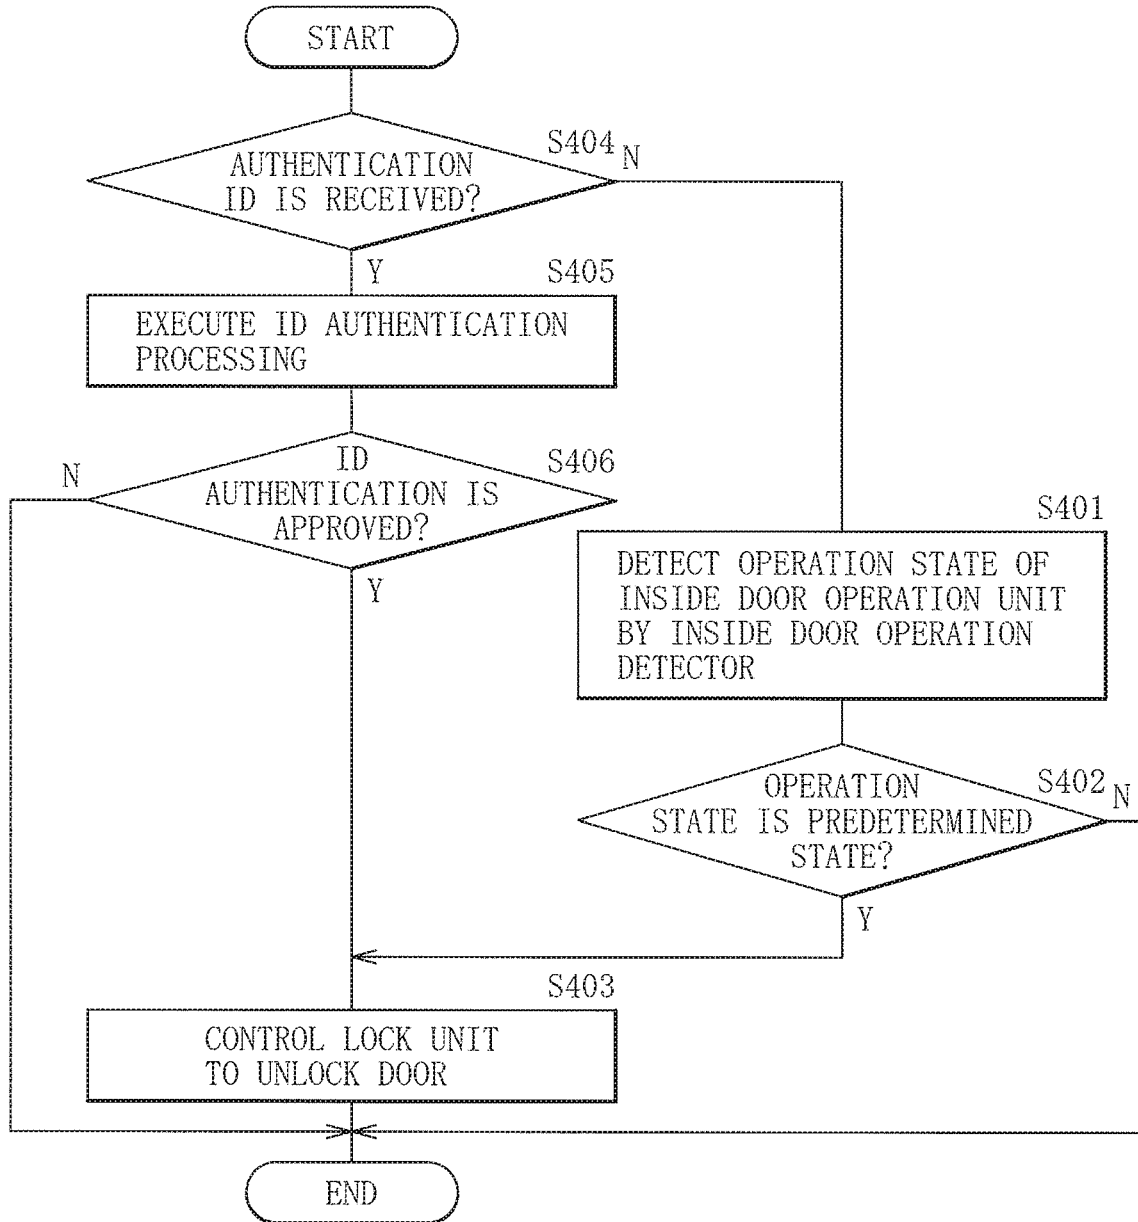 START
S404
AUTHENTICATION
ID IS RECEIVED?
N
Y
S405
EXECUTE ID AUTHENTICATION
PROCESSING
N
ID
AUTHENTICATION IS
APPROVED?
S406
Y
S401
DETECT OPERATION STATE OF
INSIDE DOOR OPERATION UNIT
BY INSIDE DOOR OPERATION
DETECTOR
S402
OPERATION
STATE IS PREDETERMINED
STATE?
N
Y
S403
CONTROL LOCK UNIT
TO UNLOCK DOOR
END